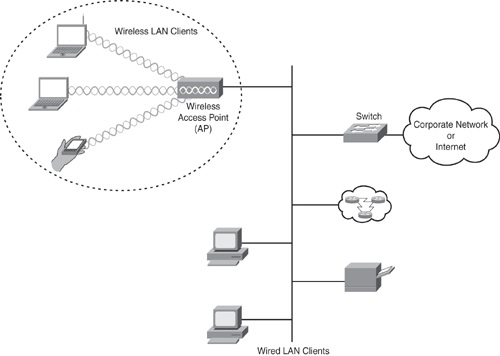 Wireless LAN Clients
Wireless
Access Point
(AP)
Switch
Corporate Network
or
Internet
Wired LAN Clients